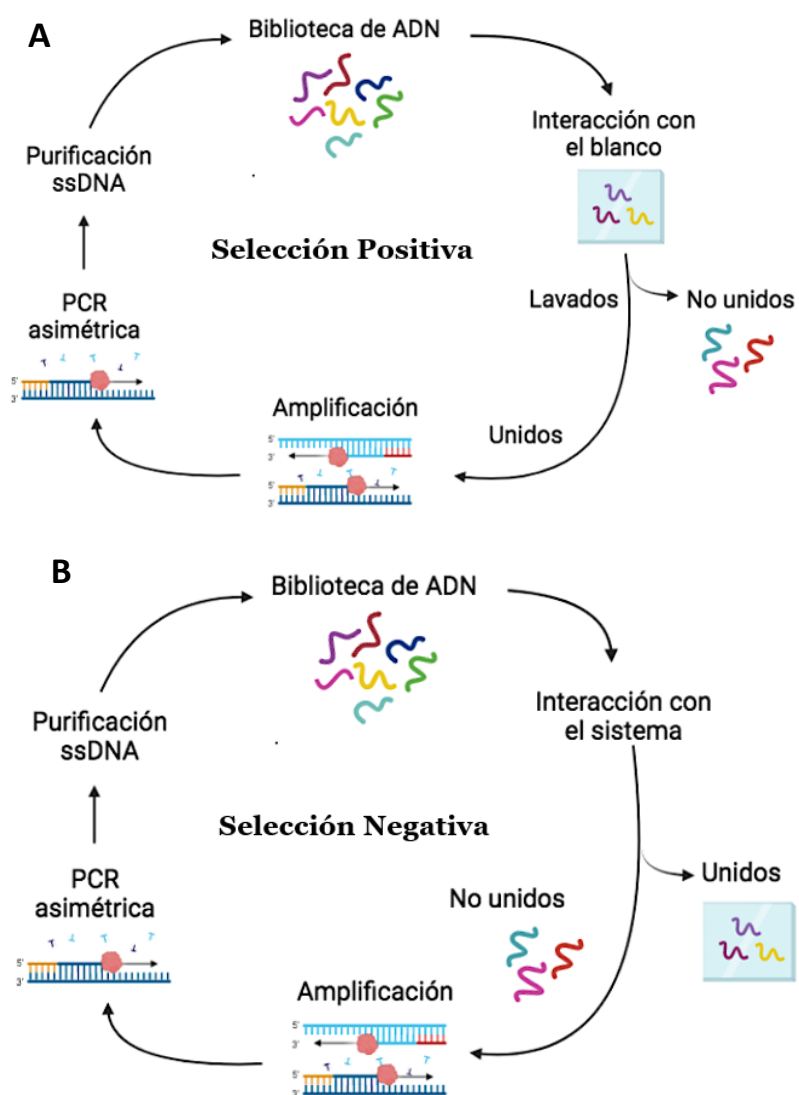 A
Biblioteca de ADN
Interacción con
el blanco
Purificación
ssDNA
Selección Positiva
Lavados
No unidos
PCR
asimétrica
T
T
T
5'
3'
Amplificación
Unidos
5'
3'
5'
3'
B
Biblioteca de ADN
Interacción con
el sistema
Purificación
ssDNA
Selección Negativa
Unidos
PCR
asimétrica
No unidos
5'
3'
Amplificación
5'
3'
5'
3'